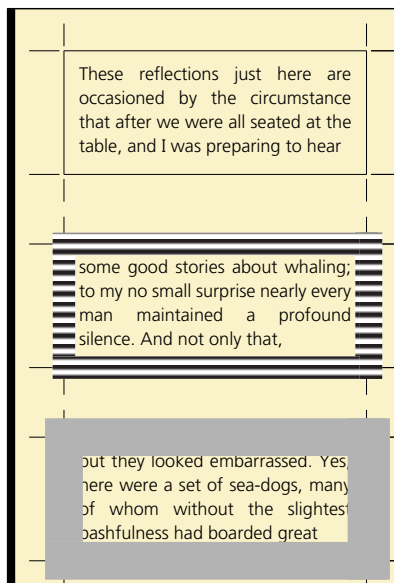 These reflections just here are
occasioned by the circumstance
that after we were all seated at the
table, and I was preparing to hear
some good stories about whaling;
to my no small surprise nearly every
man maintained a profound
silence. And not only that,
but they looked embarrassed. Yes,
here were a set of sea-dogs, many
of whom without the slightest
bashfulness had boarded great